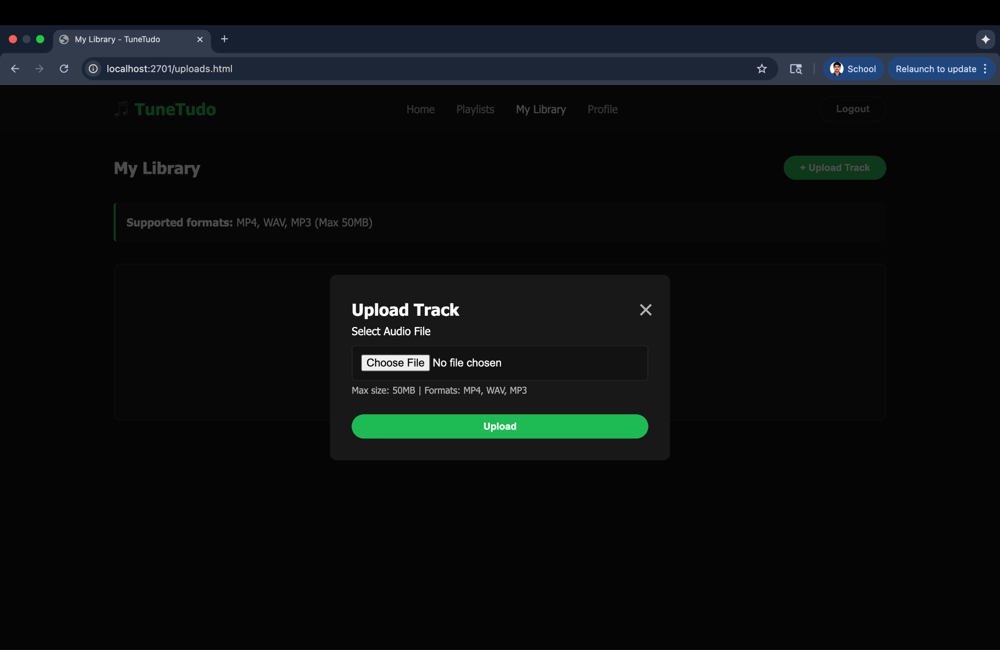 My Library - TuneTudo
localhost:2701/uploads.html
School
Relaunch to update
TuneTudo
Home
Playlists
My Library
Profile
Logout
My Library
+ Upload Track
Supported formats: MP4, WAV, MP3 (Max 50MB)
Upload Track
Select Audio File
Choose File No file chosen
Max size: 50MB | Formats: MP4, WAV, MP3
Upload